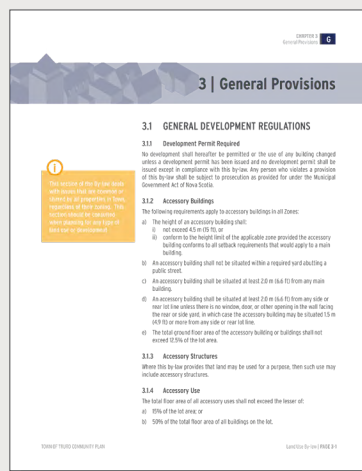 CHAPTER 3
General Provisions
G
3 | General Provisions
3.1 GENERAL DEVELOPMENT REGULATIONS
3.1.1 Development Permit Required
No development shall hereafter be permitted or the use of any building changed
unless a development permit has been issued and no development permit shall be
issued except in compliance with this by-law. Any person who violates a provision
of this by-law shall be subject to prosecution as provided for under the Municipal
Government Act of Nova Scotia.
3.1.2 Accessory Buildings
The following requirements apply to accessory buildings in all Zones:
a) The height of an accessory building shall:
i) not exceed 4.5 m (15 ft), or
ii) conform to the height limit of the applicable zone provided the accessory
building conforms to all setback requirements that would apply to a main
building.
b) An accessory building shall not be situated within a required yard abutting a
public street.
c) An accessory building shall be situated at least 2.0 m (6.6 ft) from any main
building.
d) An accessory building shall be situated at least 2.0 m (6.6 ft) from any side or
rear lot line unless there is no window, door, or other opening in the wall facing
the rear or side yard, in which case the accessory building may be situated 1.5 m
(4.9 ft) or more from any side or rear lot line.
e) The total ground floor area of the accessory building or buildings shall not
exceed 12.5% of the lot area.
3.1.3 Accessory Structures
Where this by-law provides that land may be used for a purpose, then such use may
include accessory structures.
3.1.4 Accessory Use
The total floor area of all accessory uses shall not exceed the lesser of:
a) 15% of the lot area; or
b) 50% of the total floor area of all buildings on the lot.
This section of the By-law deals
with issues that are
all properties in Town,
regardless of their zoning. This
section should be
when planning for any type of
land use or development.
TOWN OF TRURO COMMUNITY PLAN
Land Use By-law | PAGE 3-1